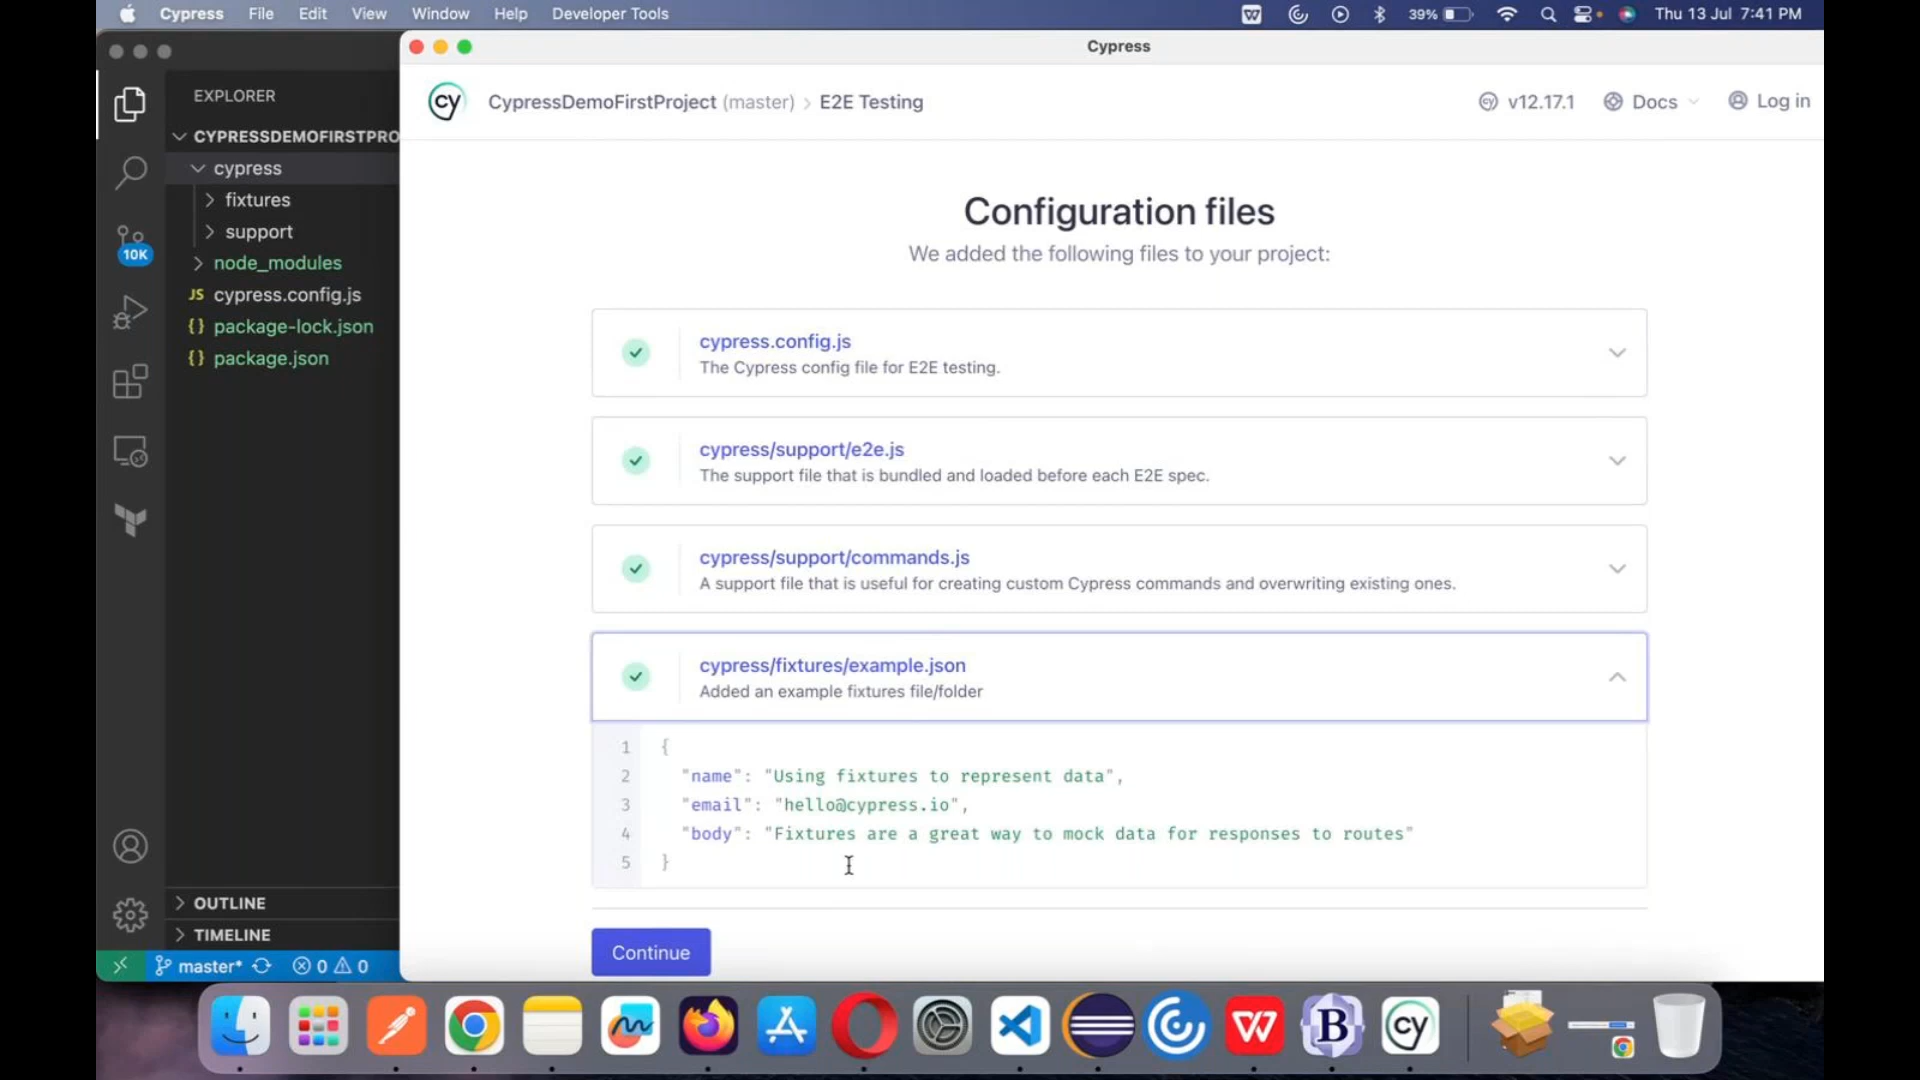 Cypress File Edit View Window Help Developer Tools
39% Thu 13 Jul 7:41 PM
Cypress
EXPLORER
CYPRESSDEMOFIRSTPRO
cypress
fixtures
support
node_modules
JS cypress.config.js
{} package-lock.json
{} package.json
10K
OUTLINE
TIMELINE
master* 0 0
cy CypressDemoFirstProject (master) > E2E Testing
v12.17.1 Docs Log in
Configuration files
We added the following files to your project:
cypress.config.js
The Cypress config file for E2E testing.
cypress/support/e2e.js
The support file that is bundled and loaded before each E2E spec.
cypress/support/commands.js
A support file that is useful for creating custom Cypress commands and overwriting existing ones.
cypress/fixtures/example.json
Added an example fixtures file/folder
1 {
2 "name": "Using fixtures to represent data",
3 "email": "hello@cypress.io",
4 "body": "Fixtures are a great way to mock data for responses to routes"
5 }
Continue
W B cy